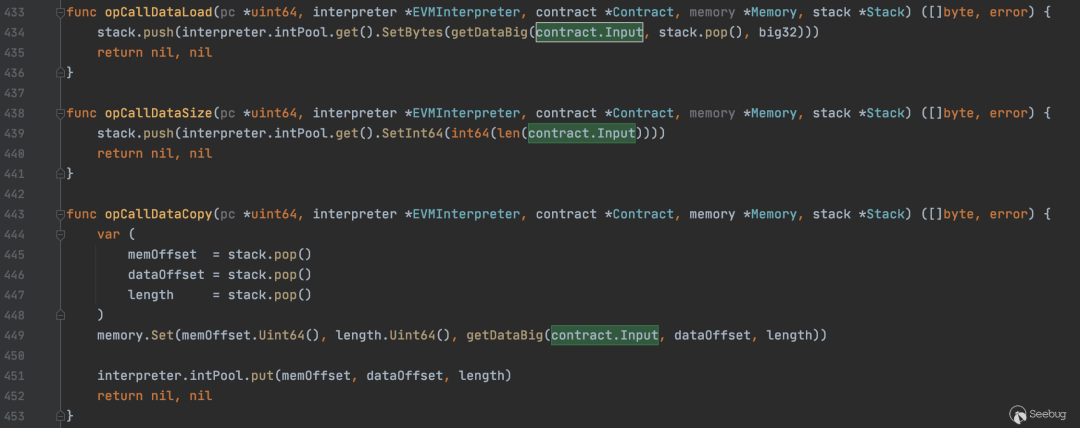 433 func opCallDataLoad(pc *uint64, interpreter *EVMInterpreter, contract *Contract, memory *Memory, stack *Stack) ([]byte, error) {
434     stack.push(interpreter.intPool.get().SetBytes(getDataBig(contract.Input, stack.pop(), big32)))
435     return nil, nil
436 }
437
438 func opCallDataSize(pc *uint64, interpreter *EVMInterpreter, contract *Contract, memory *Memory, stack *Stack) ([]byte, error) {
439     stack.push(interpreter.intPool.get().SetInt64(int64(len(contract.Input))))
440     return nil, nil
441 }
442
443 func opCallDataCopy(pc *uint64, interpreter *EVMInterpreter, contract *Contract, memory *Memory, stack *Stack) ([]byte, error) {
444     var (
445         memOffset  = stack.pop()
446         dataOffset = stack.pop()
447         length     = stack.pop()
448     )
449     memory.Set(memOffset.Uint64(), length.Uint64(), getDataBig(contract.Input, dataOffset, length))
450
451     interpreter.intPool.put(memOffset, dataOffset, length)
452     return nil, nil
453 }
Seebug